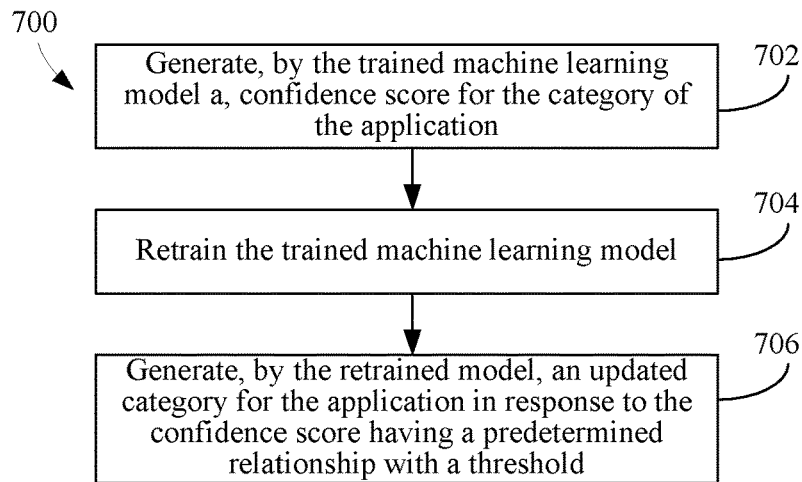 700
Generate, by the trained machine learning
model a, confidence score for the category of
the application
702
Retrain the trained machine learning model
704
Generate, by the retrained model, an updated
category for the application in response to the
confidence score having a predetermined
relationship with a threshold
706